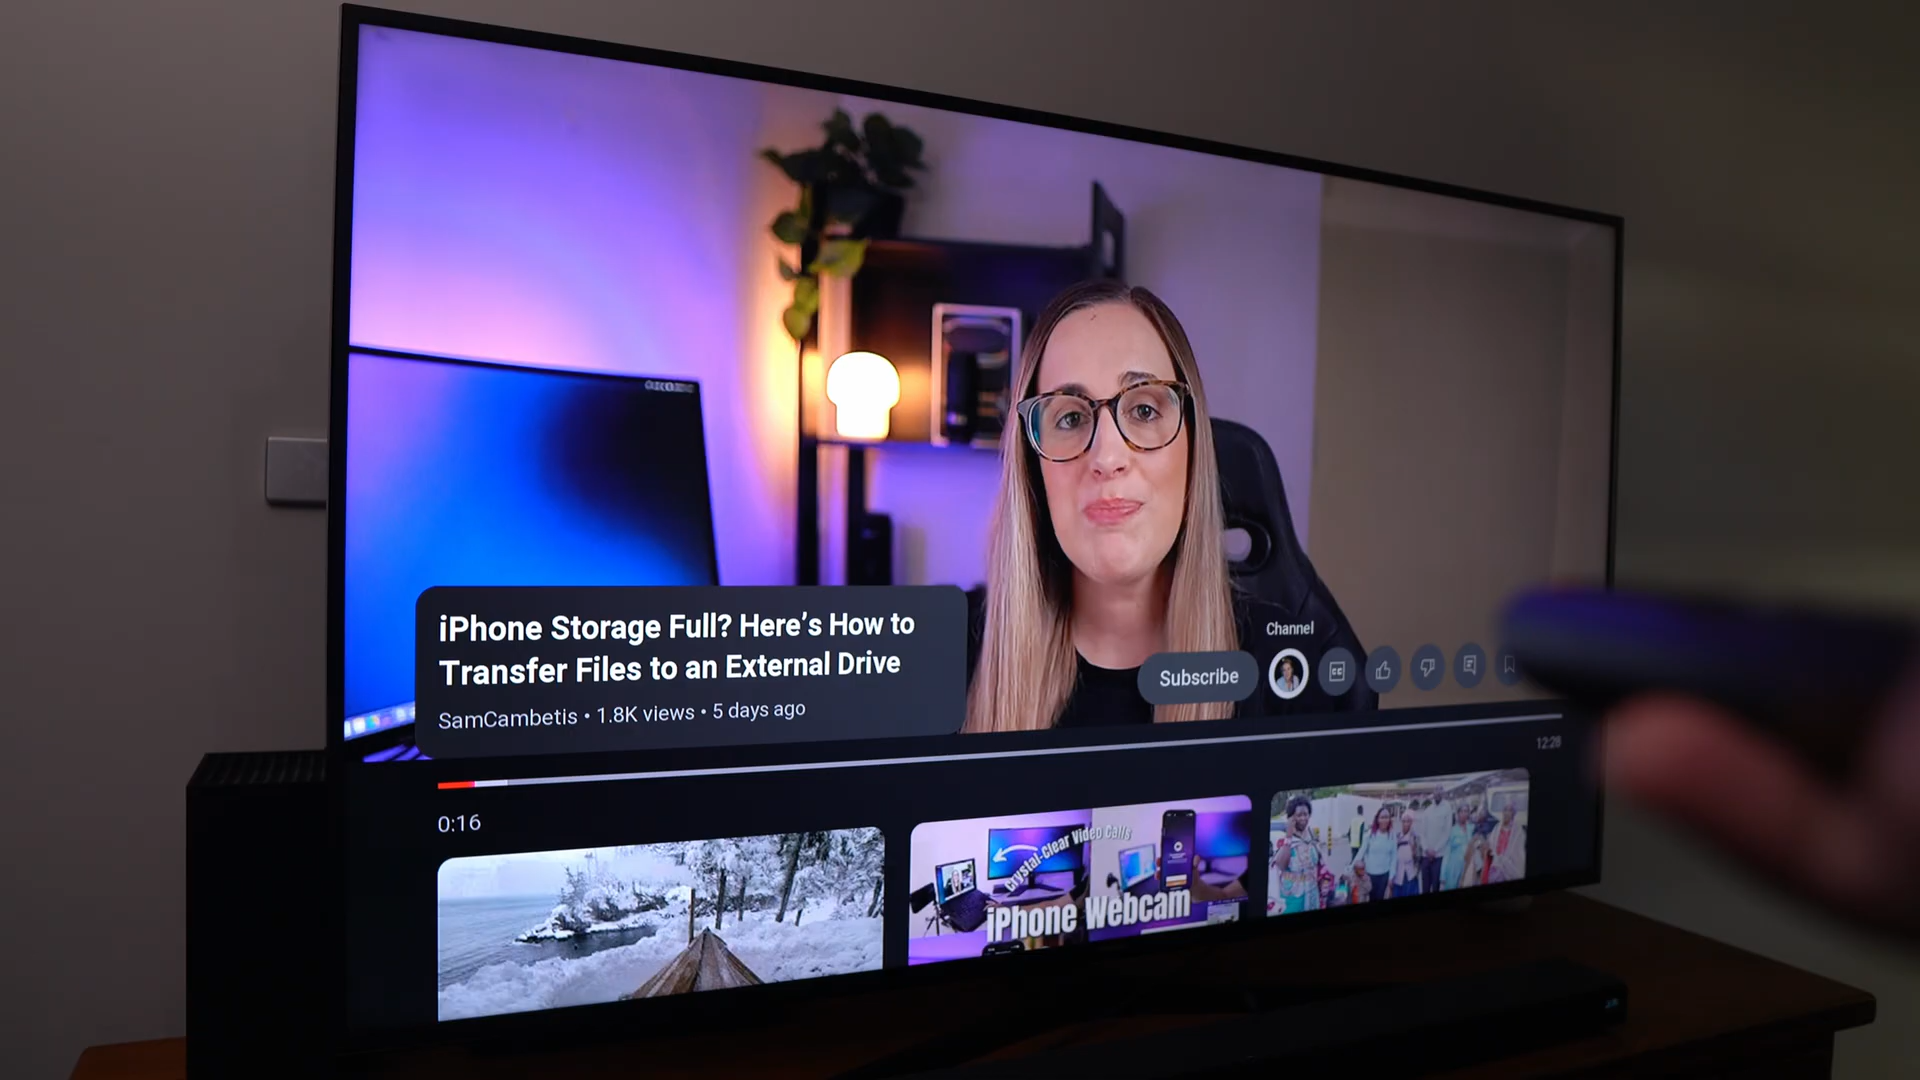 iPhone Storage Full? Here's How to
Transfer Files to an External Drive
SamCambetis • 1.8K views • 5 days ago
Channel
Subscribe
CC
12:28
0:16
Crystal-Clear Video Calls
iPhone Webcam